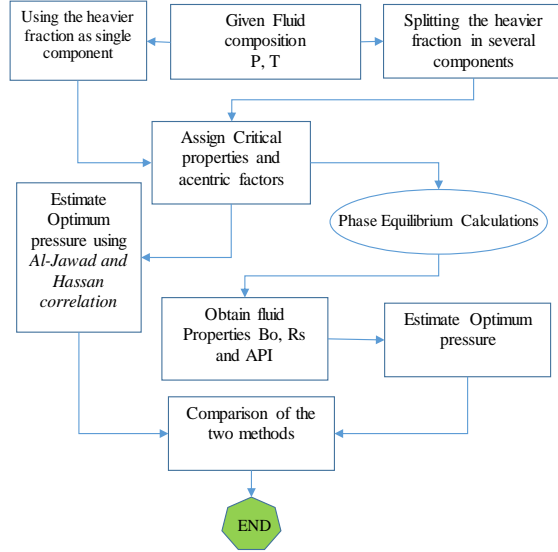 Using the heavier
fraction as single
component
Given Fluid
composition
P, T
Splitting the heavier
fraction in several
components
Assign Critical
properties and
acentric factors
Estimate
Optimum
pressure using
Al-Jawad and
Hassan
correlation
Phase Equilibrium Calculations
Obtain fluid
Properties Bo, Rs
and API
Estimate Optimum
pressure
Comparison of the
two methods
END